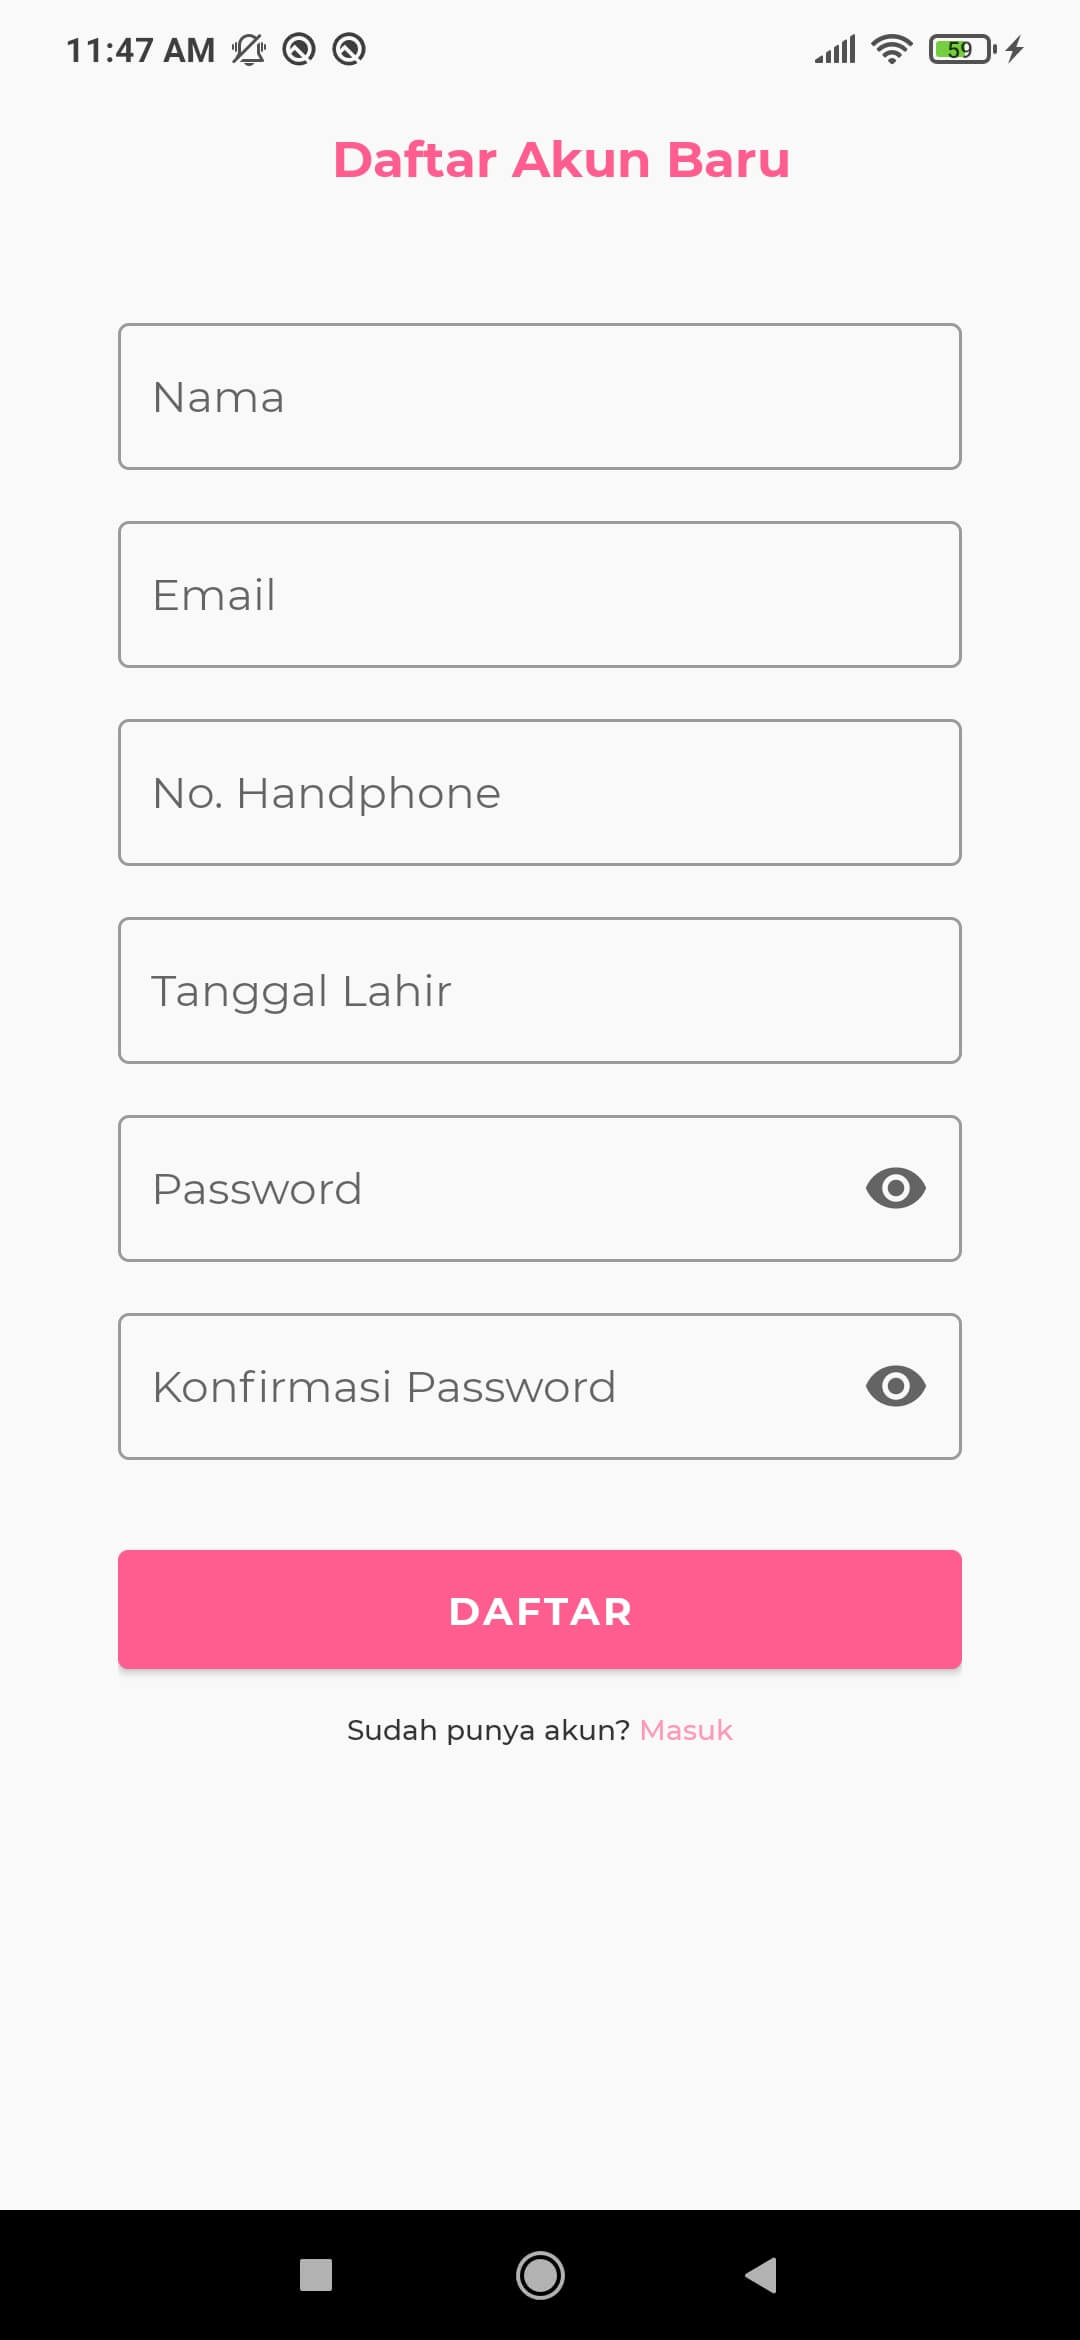 11:47 AM 59
Daftar Akun Baru
Nama
Email
No. Handphone
Tanggal Lahir
Password
Konfirmasi Password
DAFTAR
Sudah punya akun? Masuk